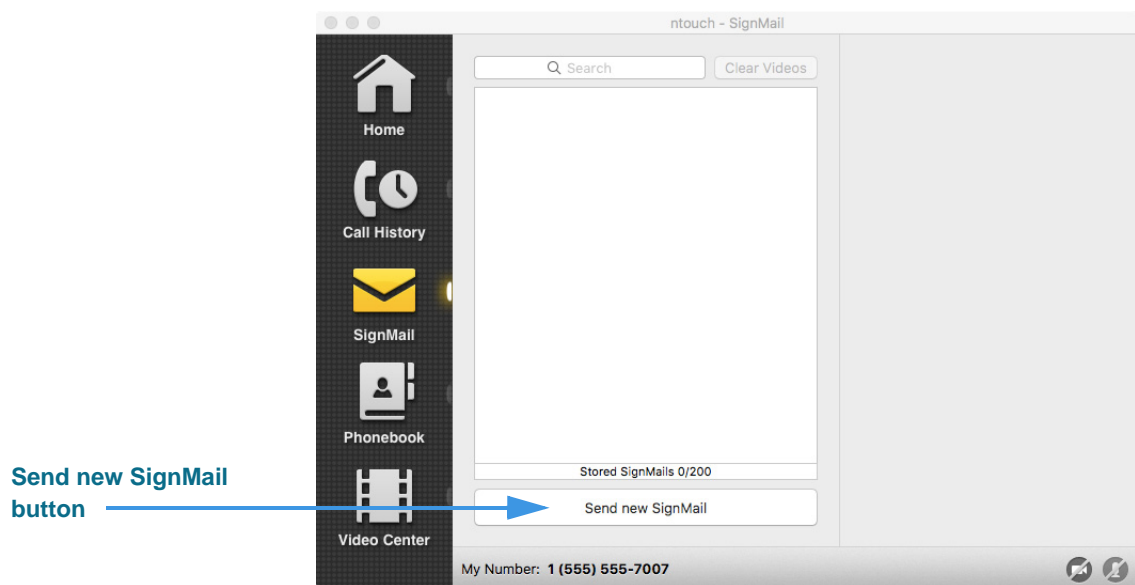 ntouch - SignMail
Search
Clear Videos
Home
Call History
SignMail
Phonebook
Video Center
Stored SignMails 0/200
Send new SignMail
Send new SignMail
button
My Number: 1 (555) 555-7007